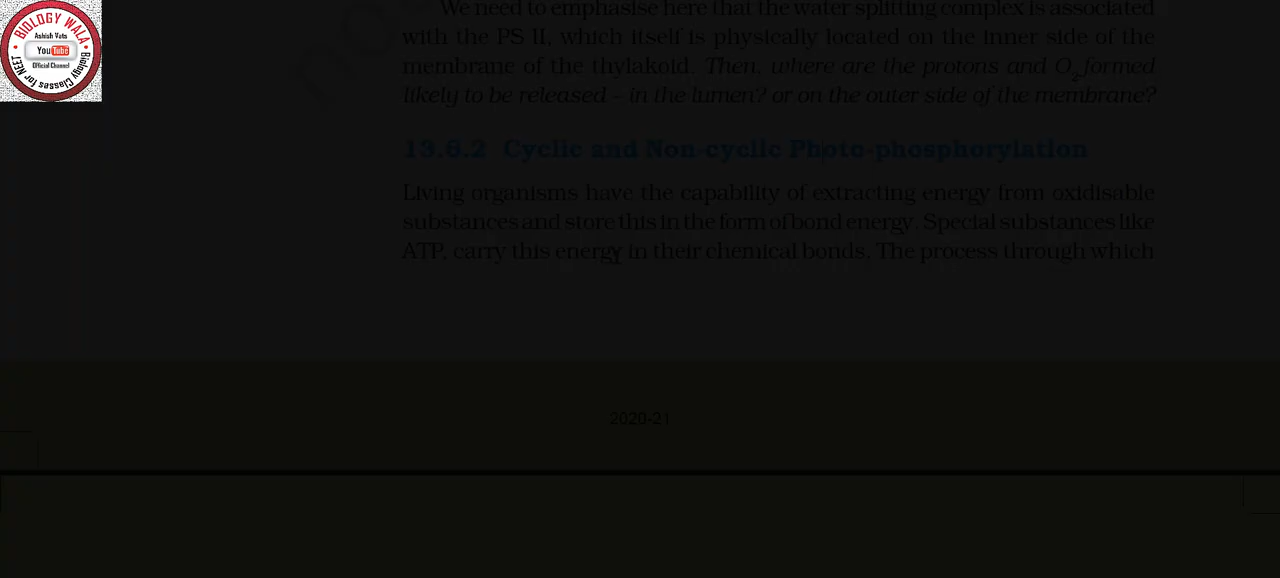 BIOLOGY WALA
Ashish Vats
YouTube
Official Channel
Biology Classes for NEET
We need to emphasise here that the water splitting complex is associated
with the PS II, which itself is physically located on the inner side of the
membrane of the thylakoid. Then, where are the protons and O₂ formed
likely to be released – in the lumen? or on the outer side of the membrane?
13.6.2 Cyclic and Non-cyclic Photo-phosphorylation
Living organisms have the capability of extracting energy from oxidisable
substances and store this in the form of bond energy. Special substances like
ATP, carry this energy in their chemical bonds. The process through which
2020-21